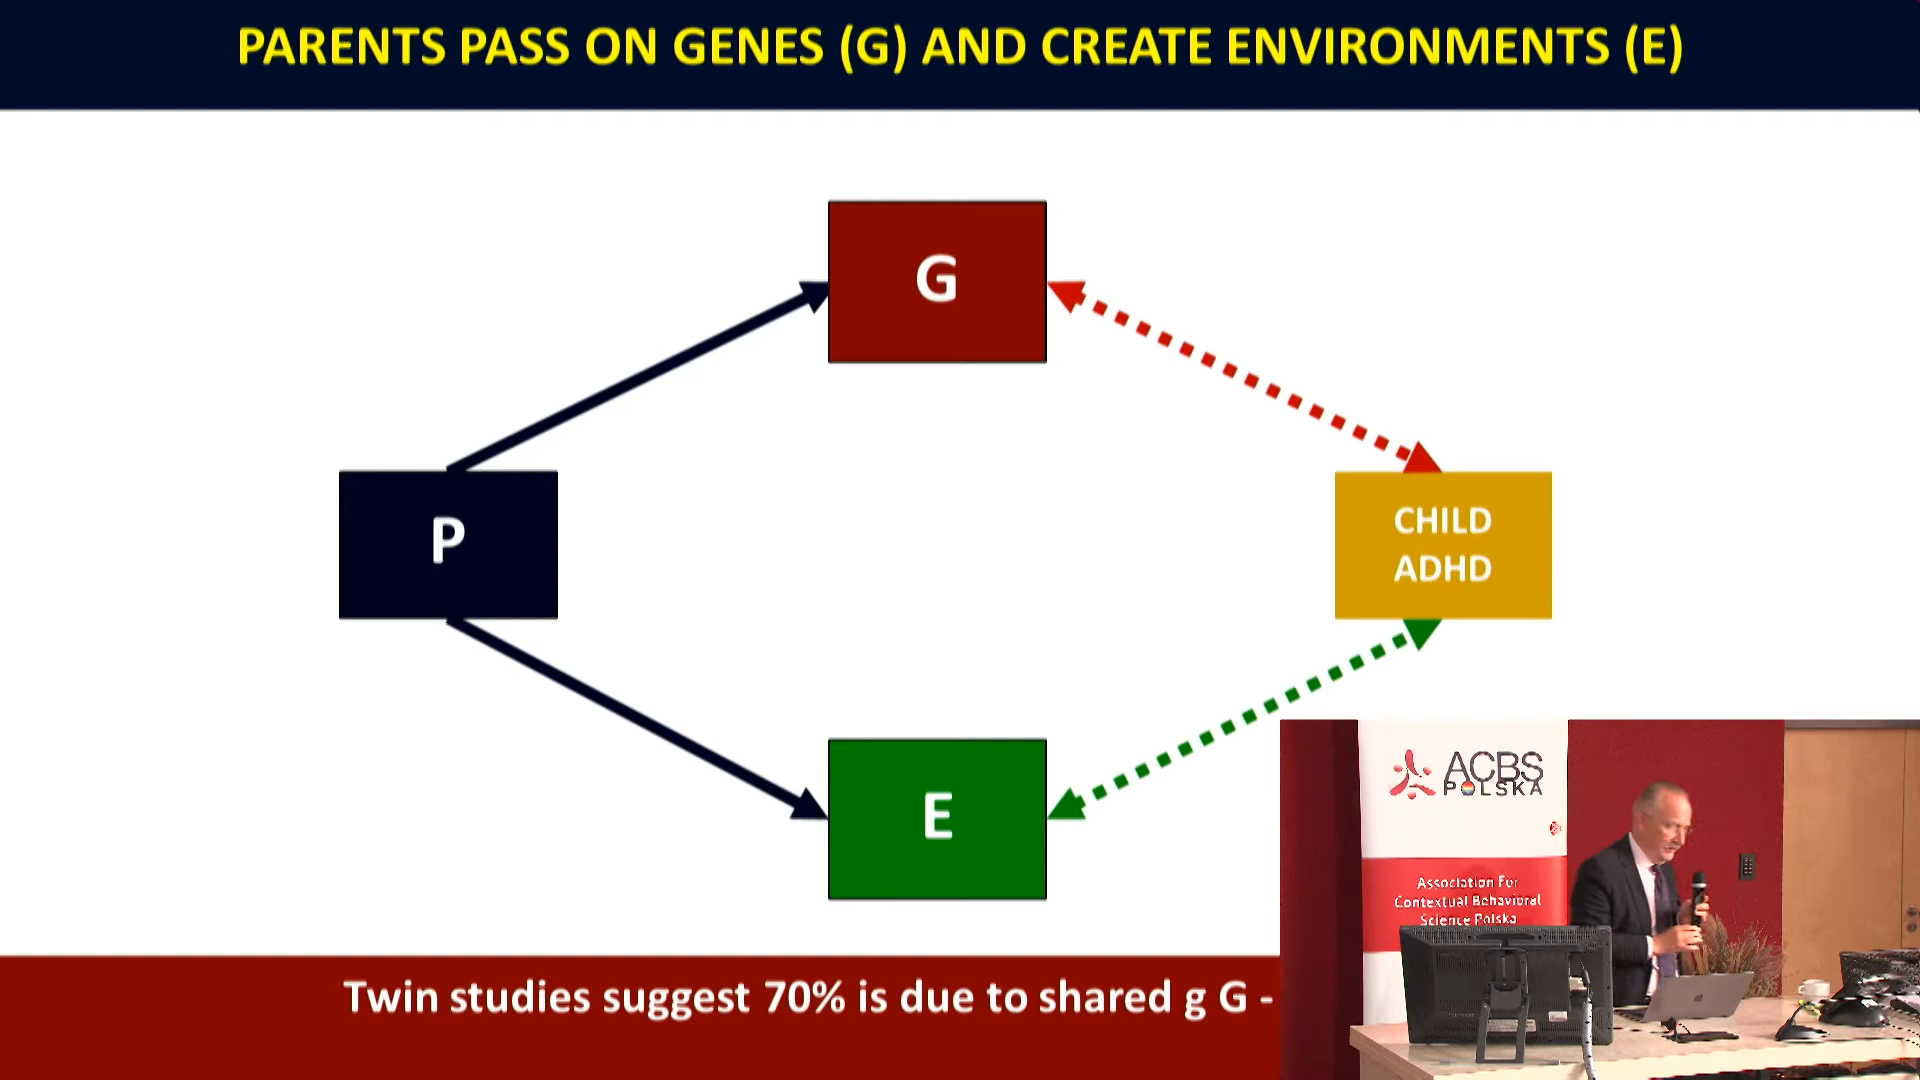 PARENTS PASS ON GENES (G) AND CREATE ENVIRONMENTS (E)
G
P
CHILD
ADHD
E
Twin studies suggest 70% is due to shared g G -
ACBS
POLSKA
Association For
Contextual Behavioral
Science Polska